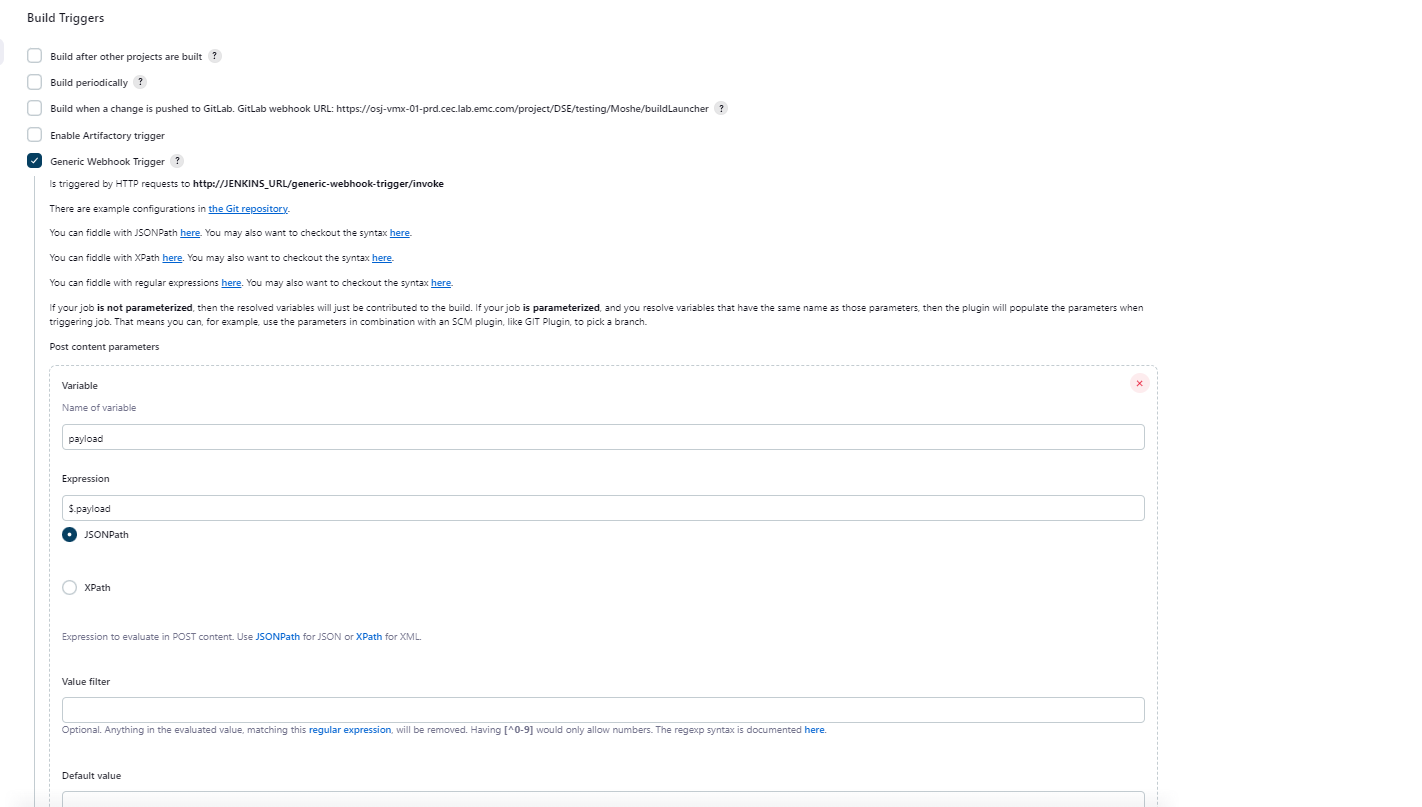 Build Triggers
Build after other projects are built ?
Build periodically ?
Build when a change is pushed to GitLab. GitLab webhook URL: https://osj-vmx-01-prd.cec.lab.emc.com/project/DSE/testing/Moshe/buildLauncher ?
Enable Artifactory trigger
Generic Webhook Trigger ?
Is triggered by HTTP requests to http://JENKINS_URL/generic-webhook-trigger/invoke
There are example configurations in the Git repository.
You can fiddle with JSONPath here. You may also want to checkout the syntax here.
You can fiddle with XPath here. You may also want to checkout the syntax here.
You can fiddle with regular expressions here. You may also want to checkout the syntax here.
If your job is not parameterized, then the resolved variables will just be contributed to the build. If your job is parameterized, and you resolve variables that have the same name as those parameters, then the plugin will populate the parameters when
triggering job. That means you can, for example, use the parameters in combination with an SCM plugin, like GIT Plugin, to pick a branch.
Post content parameters
Variable
Name of variable
payload
Expression
$.payload
JSONPath
XPath
Expression to evaluate in POST content. Use JSONPath for JSON or XPath for XML.
Value filter
Optional. Anything in the evaluated value, matching this regular expression, will be removed. Having [^0-9] would only allow numbers. The regexp syntax is documented here.
Default value